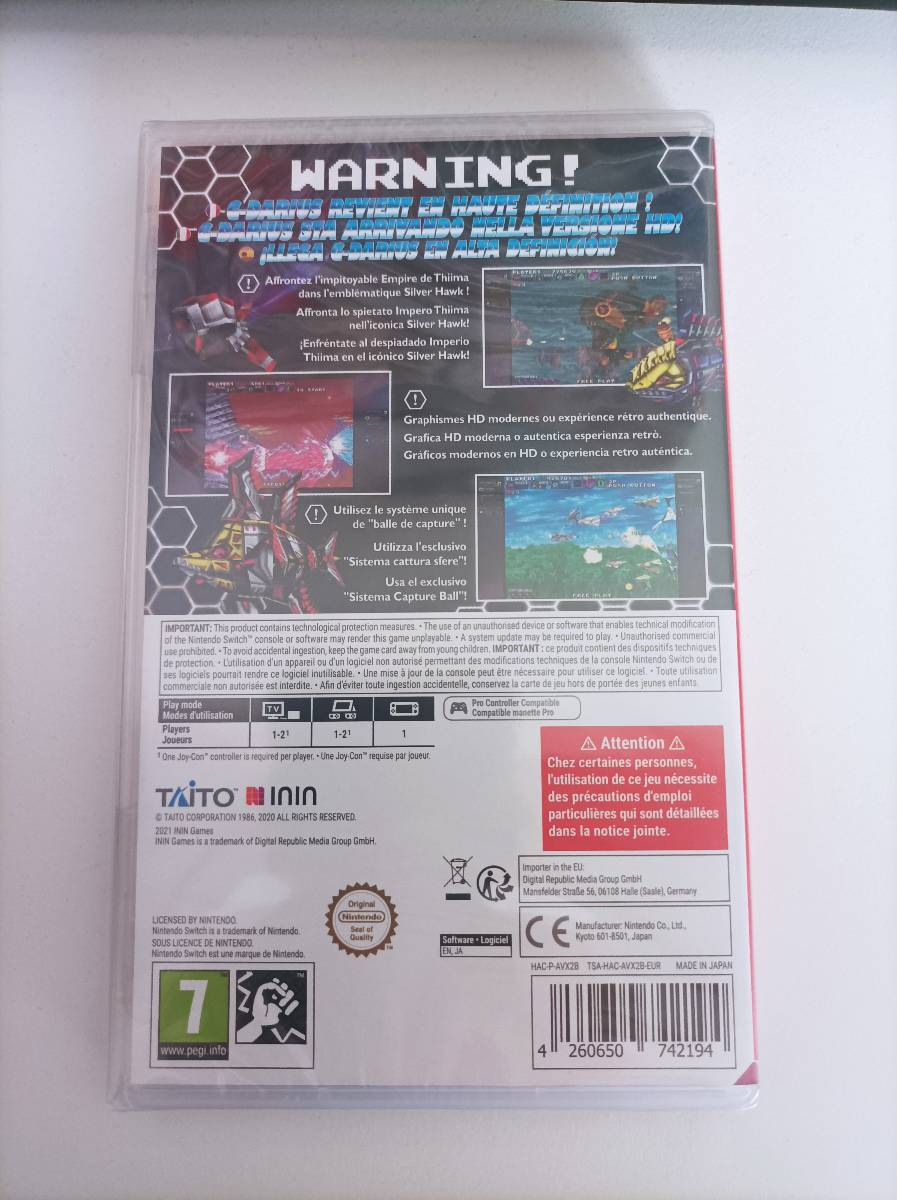 WARNING!
G-DARIUS REVIENT EN HAUTE DÉFINITION !
G-DARIUS STA ARRIVANDO NELLA VERSIONE HD!
¡LLEGA G-DARIUS EN ALTA DEFINICIÓN!
Affrontez l'impitoyable Empire de Thiima
dans l'emblématique Silver Hawk !
Affronta lo spietato Impero Thiima
nell'iconica Silver Hawk!
¡Enfréntate al despiadado Imperio
Thiima en el icónico Silver Hawk!
PUSH BUTTON
FREE PLAY
Graphismes HD modernes ou expérience rétro authentique.
Grafica HD moderna o autentica esperienza retrò.
Gráficos modernos en HD o experiencia retro auténtica.
Utilisez le système unique
de "balle de capture" !
Utilizza l'esclusivo
"Sistema cattura sfere"!
Usa el exclusivo
"Sistema Capture Ball"!
PUSH BUTTON
FREE PLAY
IMPORTANT: This product contains technological protection measures. • The use of an unauthorised device or software that enables technical modification
of the Nintendo Switch™ console or software may render this game unplayable. • A system update may be required to play. • Unauthorised commercial
use prohibited. • To avoid accidental ingestion, keep the game card away from young children. IMPORTANT : ce produit contient des dispositifs techniques
de protection. • L'utilisation d'un appareil ou d'un logiciel non autorisé permettant des modifications techniques de la console Nintendo Switch ou de
ses logiciels pourrait rendre ce logiciel inutilisable. • Une mise à jour de la console peut être nécessaire pour utiliser ce logiciel. • Toute utilisation
commerciale non autorisée est interdite. • Afin d'éviter toute ingestion accidentelle, conservez la carte de jeu hors de portée des jeunes enfants.
Play mode
Modes d'utilisation
TV
Pro Controller Compatible
Compatible manette Pro
Players
Joueurs
1-2¹ 1-2¹ 1
¹ One Joy-Con™ controller is required per player. • Une Joy-Con™ requise par joueur.
Attention
Chez certaines personnes,
l'utilisation de ce jeu nécessite
des précautions d'emploi
particulières qui sont détaillées
dans la notice jointe.
TAITO™ ININ
© TAITO CORPORATION 1986, 2020 ALL RIGHTS RESERVED.
2021 ININ Games
ININ Games is a trademark of Digital Republic Media Group GmbH.
Importer in the EU:
Digital Republic Media Group GmbH
Mansfelder Straße 56, 06108 Halle (Saale), Germany
LICENSED BY NINTENDO.
Nintendo Switch is a trademark of Nintendo.
SOUS LICENCE DE NINTENDO.
Nintendo Switch est une marque de Nintendo.
Original
Nintendo
Seal of
Quality
™
Software • Logiciel
EN, JA
CE
Manufacturer: Nintendo Co., Ltd.,
Kyoto 601-8501, Japan
HAC-P-AVX2B TSA-HAC-AVX2B-EUR MADE IN JAPAN
7
www.pegi.info
4 260650 742194